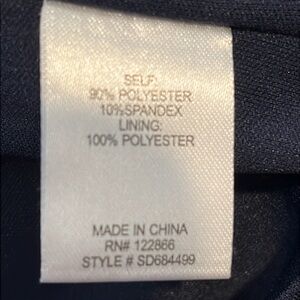 SELF:
90% POLYESTER
10%SPANDEX
LINING:
100% POLYESTER
MADE IN CHINA
RN# 122866
STYLE # SD684499